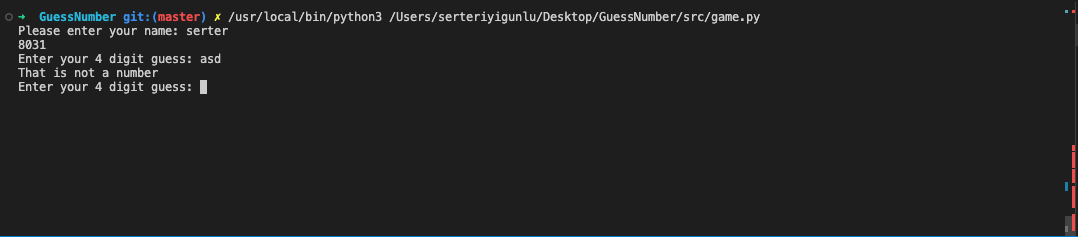 ➜ GuessNumber git:(master) ✗ /usr/local/bin/python3 /Users/serteriyigunlu/Desktop/GuessNumber/src/game.py
Please enter your name: serter
8031
Enter your 4 digit guess: asd
That is not a number
Enter your 4 digit guess: